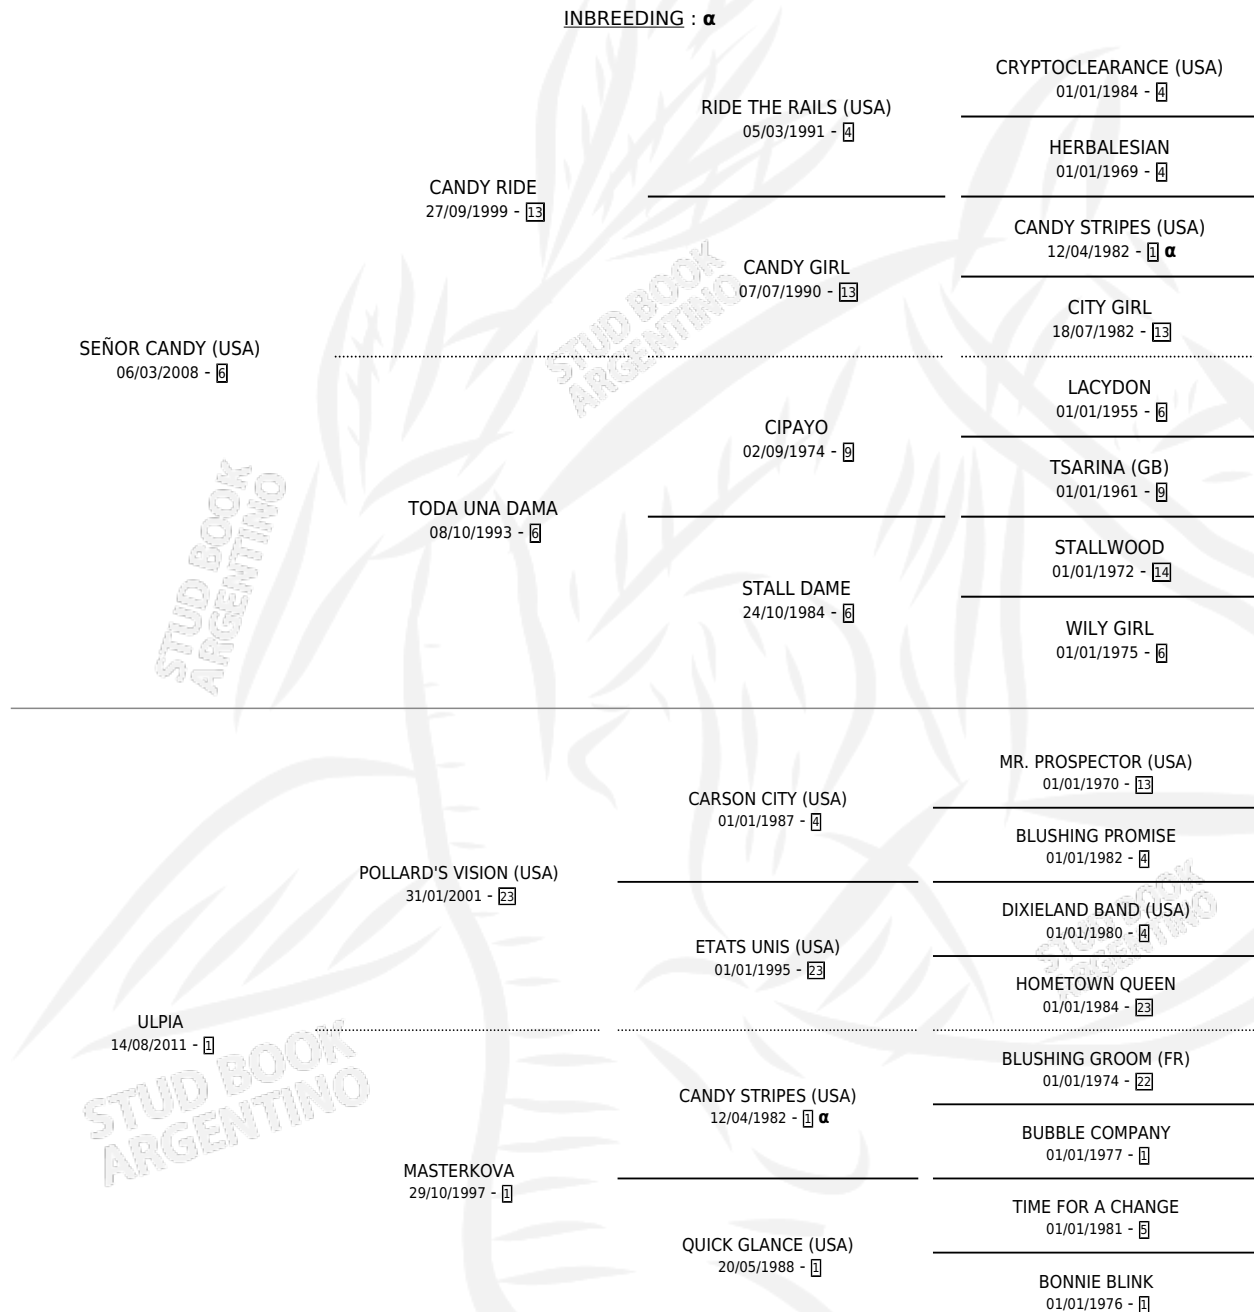 INBREEDING : α
CRYPTOCLEARANCE (USA)
01/01/1984 - 4
RIDE THE RAILS (USA)
05/03/1991 - 4
HERBALESIAN
01/01/1969 - 4
CANDY RIDE
27/09/1999 - 13
CANDY STRIPES (USA)
12/04/1982 - 1 α
CANDY GIRL
07/07/1990 - 13
CITY GIRL
18/07/1982 - 13
SEÑOR CANDY (USA)
06/03/2008 - 6
LACYDON
01/01/1955 - 6
CIPAYO
02/09/1974 - 9
TSARINA (GB)
01/01/1961 - 9
TODA UNA DAMA
08/10/1993 - 6
STALLWOOD
01/01/1972 - 14
STALL DAME
24/10/1984 - 6
WILY GIRL
01/01/1975 - 6
MR. PROSPECTOR (USA)
01/01/1970 - 13
CARSON CITY (USA)
01/01/1987 - 4
BLUSHING PROMISE
01/01/1982 - 4
POLLARD'S VISION (USA)
31/01/2001 - 23
DIXIELAND BAND (USA)
01/01/1980 - 4
ETATS UNIS (USA)
01/01/1995 - 23
HOMETOWN QUEEN
01/01/1984 - 23
ULPIA
14/08/2011 - 1
BLUSHING GROOM (FR)
01/01/1974 - 22
CANDY STRIPES (USA)
12/04/1982 - 1 α
BUBBLE COMPANY
01/01/1977 - 1
MASTERKOVA
29/10/1997 - 1
TIME FOR A CHANGE
01/01/1981 - 5
QUICK GLANCE (USA)
20/05/1988 - 1
BONNIE BLINK
01/01/1976 - 1
STUD BOOK
ARGENTINO
STUD BOOK
ARGENTINO
STUD BOOK
ARGENTINO
STUD BOOK
ARGENTINO